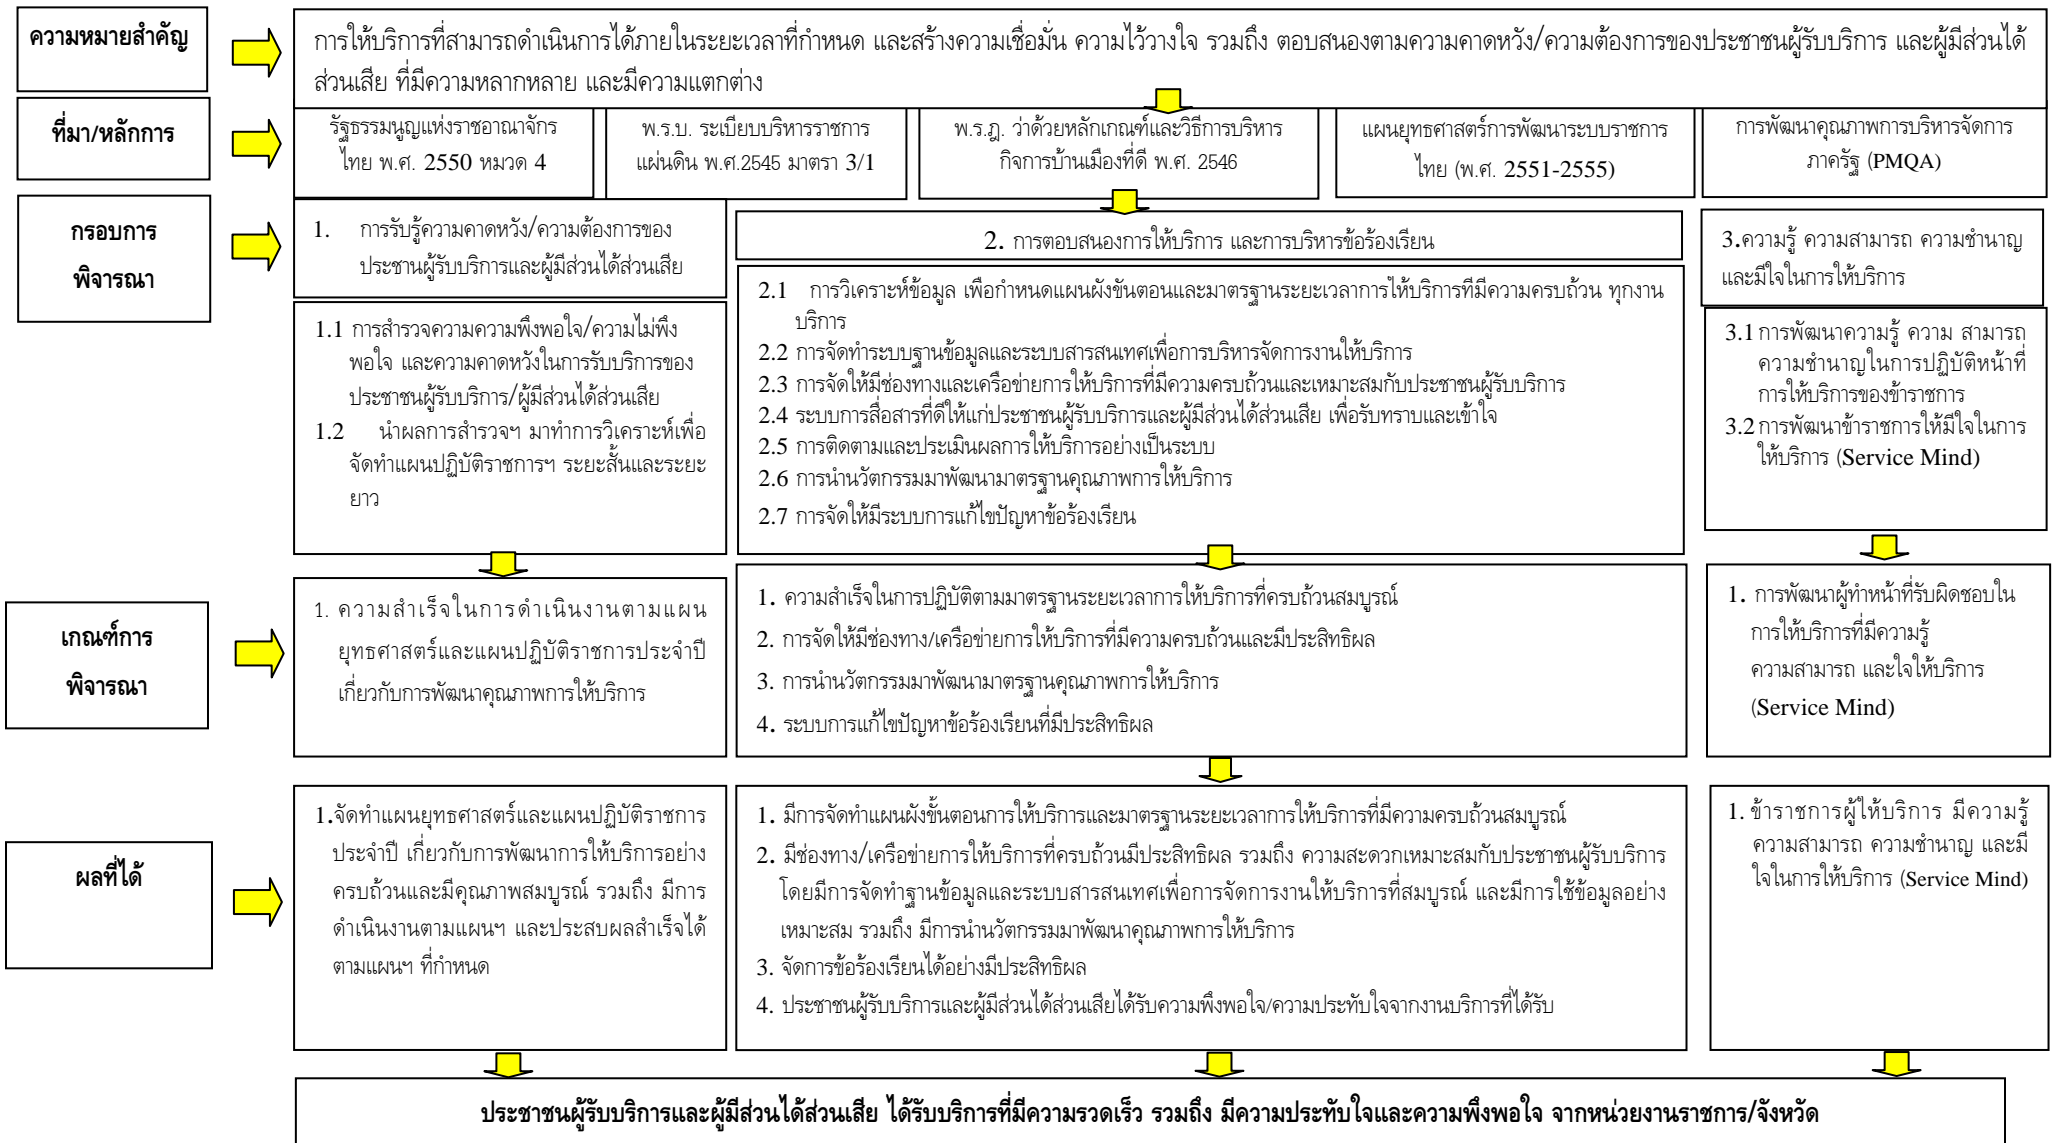 ความหมายสำคัญ
การให้บริการที่สามารถดำเนินการได้ภายในระยะเวลาที่กำหนด และสร้างความเชื่อมั่น ความไว้วางใจ รวมถึง ตอบสนองตามความคาดหวัง/ความต้องการของประชาชนผู้รับบริการ และผู้มีส่วนได้
ส่วนเสีย ที่มีความหลากหลาย และมีความแตกต่าง
ที่มา/หลักการ
รัฐธรรมนูญแห่งราชอาณาจักร
ไทย พ.ศ. 2550 หมวด 4
พ.ร.บ. ระเบียบบริหารราชการ
แผ่นดิน พ.ศ.2545 มาตรา 3/1
พ.ร.ฎ. ว่าด้วยหลักเกณฑ์และวิธีการบริหาร
กิจการบ้านเมืองที่ดี พ.ศ. 2546
แผนยุทธศาสตร์การพัฒนาระบบราชการ
ไทย (พ.ศ. 2551-2555)
การพัฒนาคุณภาพการบริหารจัดการ
ภาครัฐ (PMQA)
กรอบการ
พิจารณา
1. การรับรู้ความคาดหวัง/ความต้องการของ
ประชานผู้รับบริการและผู้มีส่วนได้ส่วนเสีย
1.1 การสำรวจความความพึงพอใจ/ความไม่พึง
พอใจ และความคาดหวังในการรับบริการของ
ประชาชนผู้รับบริการ/ผู้มีส่วนได้ส่วนเสีย
1.2 นำผลการสำรวจฯ มาทำการวิเคราะห์เพื่อ
จัดทำแผนปฏิบัติราชการฯ ระยะสั้นและระยะ
ยาว
2. การตอบสนองการให้บริการ และการบริหารข้อร้องเรียน
2.1 การวิเคราะห์ข้อมูล เพื่อกำหนดแผนผังขั้นตอนและมาตรฐานระยะเวลาการให้บริการที่มีความครบถ้วน ทุกงาน
บริการ
2.2 การจัดทำระบบฐานข้อมูลและระบบสารสนเทศเพื่อการบริหารจัดการงานให้บริการ
2.3 การจัดให้มีช่องทางและเครือข่ายการให้บริการที่มีความครบถ้วนและเหมาะสมกับประชาชนผู้รับบริการ
2.4 ระบบการสื่อสารที่ดีให้แก่ประชาชนผู้รับบริการและผู้มีส่วนได้ส่วนเสีย เพื่อรับทราบและเข้าใจ
2.5 การติดตามและประเมินผลการให้บริการอย่างเป็นระบบ
2.6 การนำนวัตกรรมมาพัฒนามาตรฐานคุณภาพการให้บริการ
2.7 การจัดให้มีระบบการแก้ไขปัญหาข้อร้องเรียน
3.ความรู้ ความสามารถ ความชำนาญ
และมีใจในการให้บริการ
3.1 การพัฒนาความรู้ ความ สามารถ
ความชำนาญในการปฏิบัติหน้าที่
การให้บริการของข้าราชการ
3.2 การพัฒนาข้าราชการให้มีใจในการ
ให้บริการ (Service Mind)
เกณฑ์การ
พิจารณา
1. ความสำเร็จในการดำเนินงานตามแผน
ยุทธศาสตร์และแผนปฏิบัติราชการประจำปี
เกี่ยวกับการพัฒนาคุณภาพการให้บริการ
1. ความสำเร็จในการปฏิบัติตามมาตรฐานระยะเวลาการให้บริการที่ครบถ้วนสมบูรณ์
2. การจัดให้มีช่องทาง/เครือข่ายการให้บริการที่มีความครบถ้วนและมีประสิทธิผล
3. การนำนวัตกรรมมาพัฒนามาตรฐานคุณภาพการให้บริการ
4. ระบบการแก้ไขปัญหาข้อร้องเรียนที่มีประสิทธิผล
1. การพัฒนาผู้ทำหน้าที่รับผิดชอบใน
การให้บริการที่มีความรู้
ความสามารถ และใจให้บริการ
(Service Mind)
ผลที่ได้
1.จัดทำแผนยุทธศาสตร์และแผนปฏิบัติราชการ
ประจำปี เกี่ยวกับการพัฒนาการให้บริการอย่าง
ครบถ้วนและมีคุณภาพสมบูรณ์ รวมถึง มีการ
ดำเนินงานตามแผนฯ และประสบผลสำเร็จได้
ตามแผนฯ ที่กำหนด
1. มีการจัดทำแผนผังขั้นตอนการให้บริการและมาตรฐานระยะเวลาการให้บริการที่มีความครบถ้วนสมบูรณ์
2. มีช่องทาง/เครือข่ายการให้บริการที่ครบถ้วนมีประสิทธิผล รวมถึง ความสะดวกเหมาะสมกับประชาชนผู้รับบริการ
โดยมีการจัดทำฐานข้อมูลและระบบสารสนเทศเพื่อการจัดการงานให้บริการที่สมบูรณ์ และมีการใช้ข้อมูลอย่าง
เหมาะสม รวมถึง มีการนำนวัตกรรมมาพัฒนาคุณภาพการให้บริการ
3. จัดการข้อร้องเรียนได้อย่างมีประสิทธิผล
4. ประชาชนผู้รับบริการและผู้มีส่วนได้ส่วนเสียได้รับความพึงพอใจ/ความประทับใจจากงานบริการที่ได้รับ
1. ข้าราชการผู้ให้บริการ มีความรู้
ความสามารถ ความชำนาญ และมี
ใจในการให้บริการ (Service Mind)
ประชาชนผู้รับบริการและผู้มีส่วนได้ส่วนเสีย ได้รับบริการที่มีความรวดเร็ว รวมถึง มีความประทับใจและความพึงพอใจ จากหน่วยงานราชการ/จังหวัด